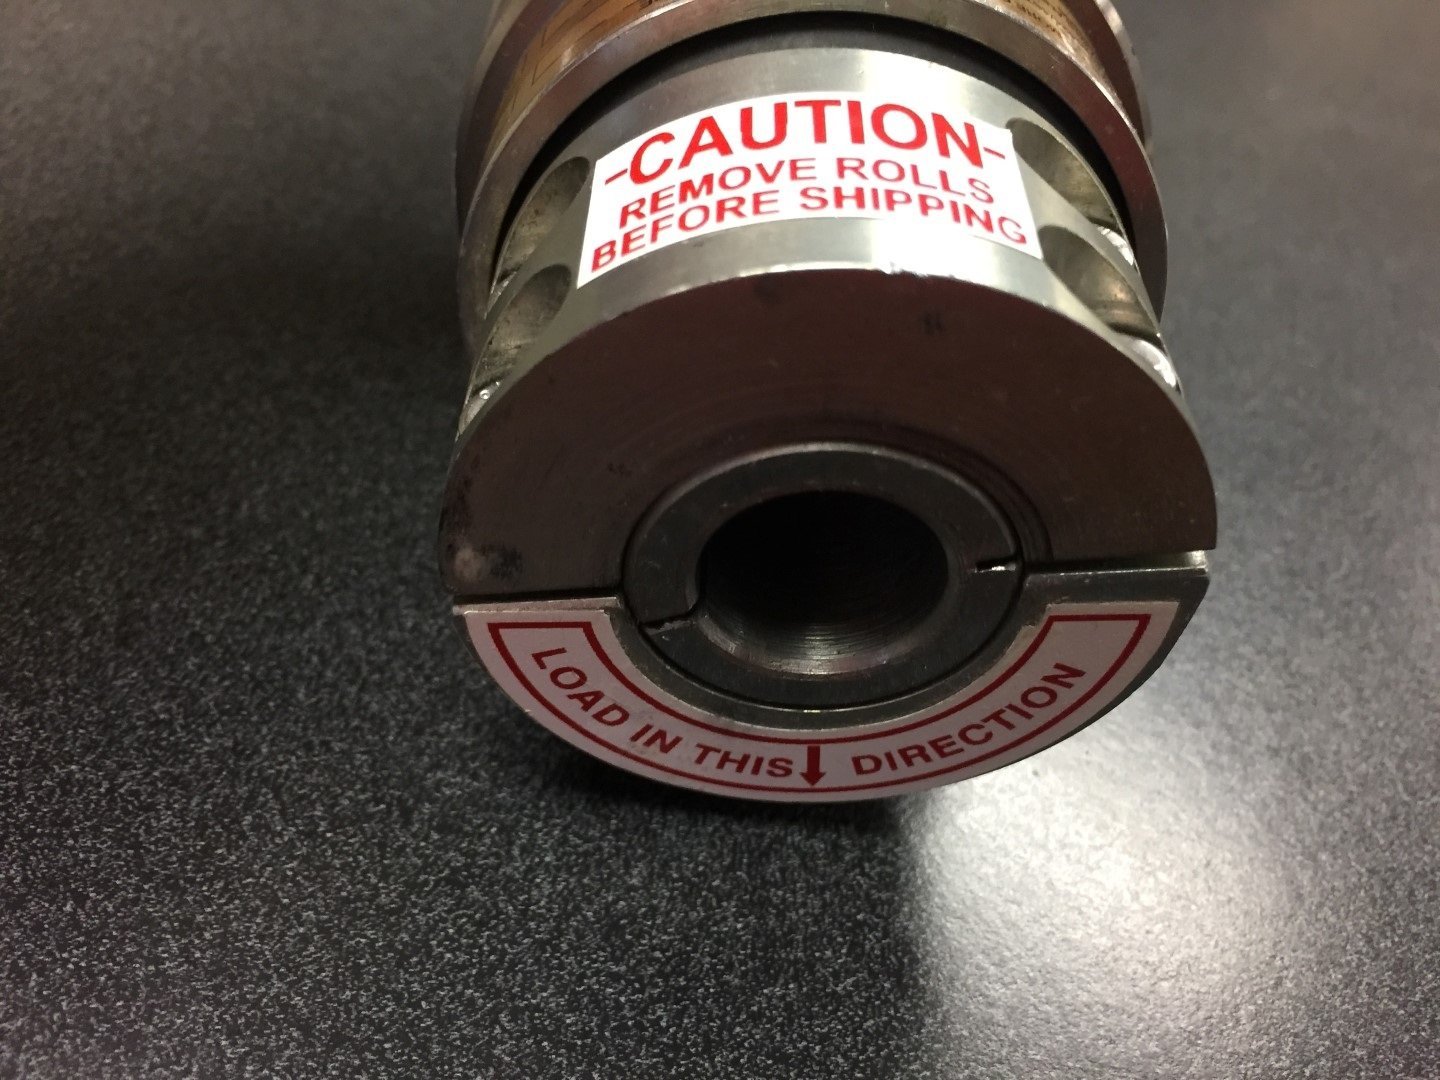 -CAUTION-
REMOVE ROLLS
BEFORE SHIPPING
LOAD IN THIS ↓ DIRECTION